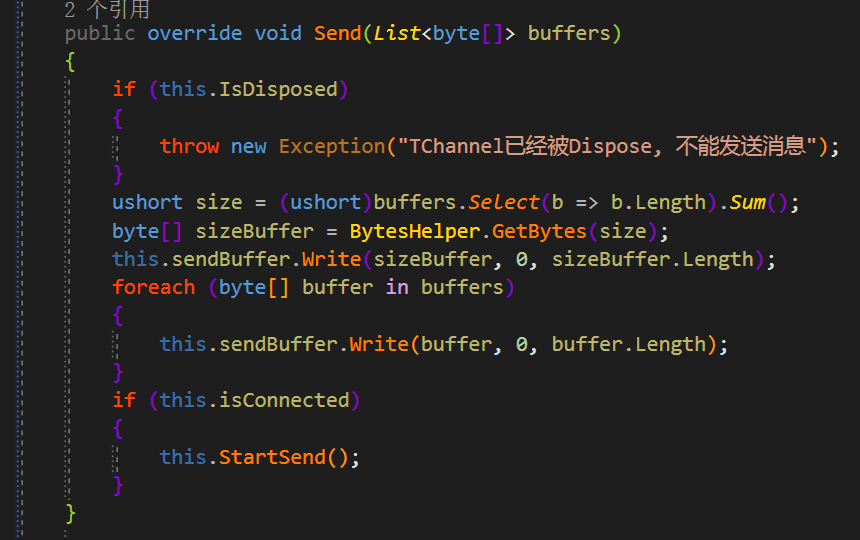 2 个引用
public override void Send(List<byte[]> buffers)
{
if (this.IsDisposed)
{
throw new Exception("TChannel已经被Dispose, 不能发送消息");
}
ushort size = (ushort)buffers.Select(b => b.Length).Sum();
byte[] sizeBuffer = BytesHelper.GetBytes(size);
this.sendBuffer.Write(sizeBuffer, 0, sizeBuffer.Length);
foreach (byte[] buffer in buffers)
{
this.sendBuffer.Write(buffer, 0, buffer.Length);
}
if (this.isConnected)
{
this.StartSend();
}
}